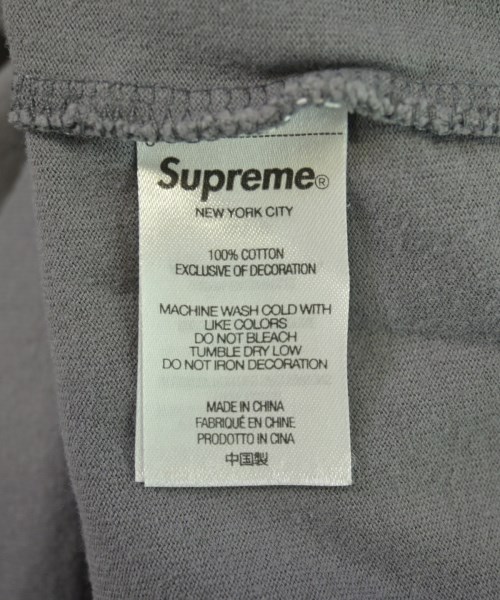 Supreme®
NEW YORK CITY
100% COTTON
EXCLUSIVE OF DECORATION
MACHINE WASH COLD WITH
LIKE COLORS
DO NOT BLEACH
TUMBLE DRY LOW
DO NOT IRON DECORATION
MADE IN CHINA
FABRIQUÉ EN CHINE
PRODOTTO IN CINA
中国製